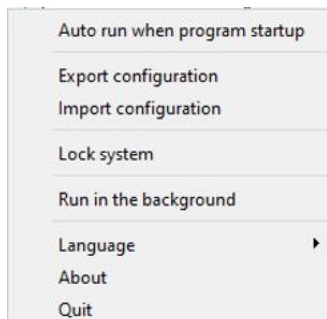 Auto run when program startup
Export configuration
Import configuration
Lock system
Run in the background
Language
About
Quit